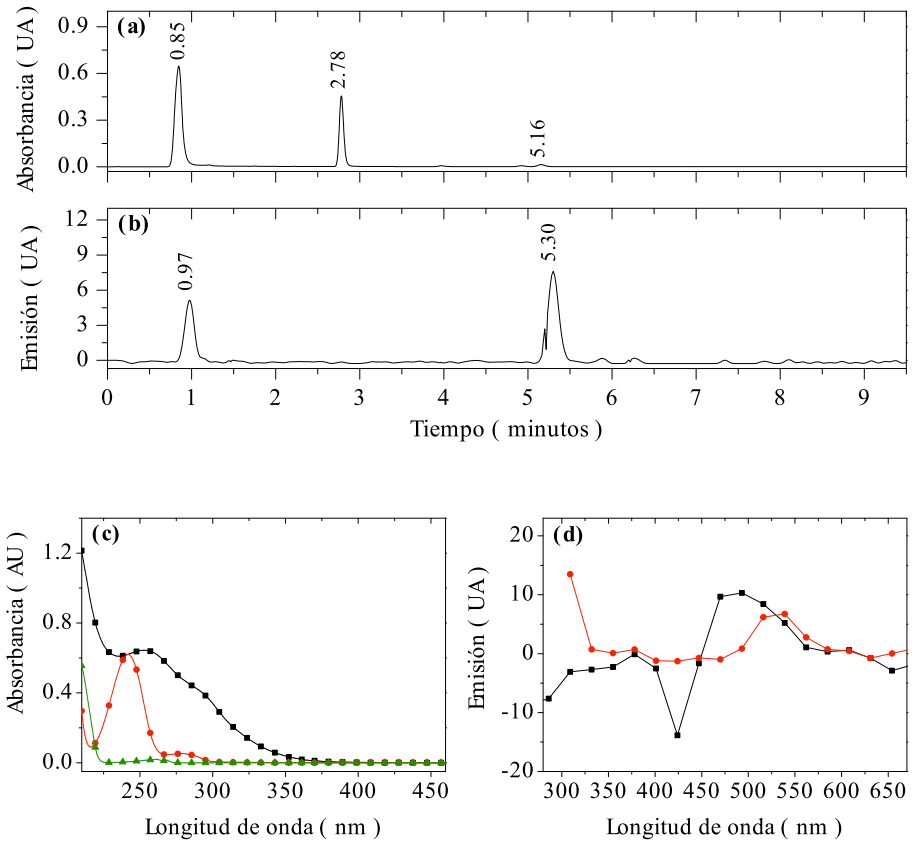 (a)
Absorbancia ( UA)
0.9
0.6
0.3
0.0
0.85
2.78
5.16
(b)
Emisión ( UA)
12
9
6
3
0
0.97
5.30
0 1 2 3 4 5 6 7 8 9
Tiempo ( minutos )
(c)
Absorbancia ( AU )
1.2
0.8
0.4
0.0
250 300 350 400 450
Longitud de onda ( nm )
(d)
Emisión ( UA )
20
10
0
-10
-20
300 350 400 450 500 550 600 650
Longitud de onda ( nm )